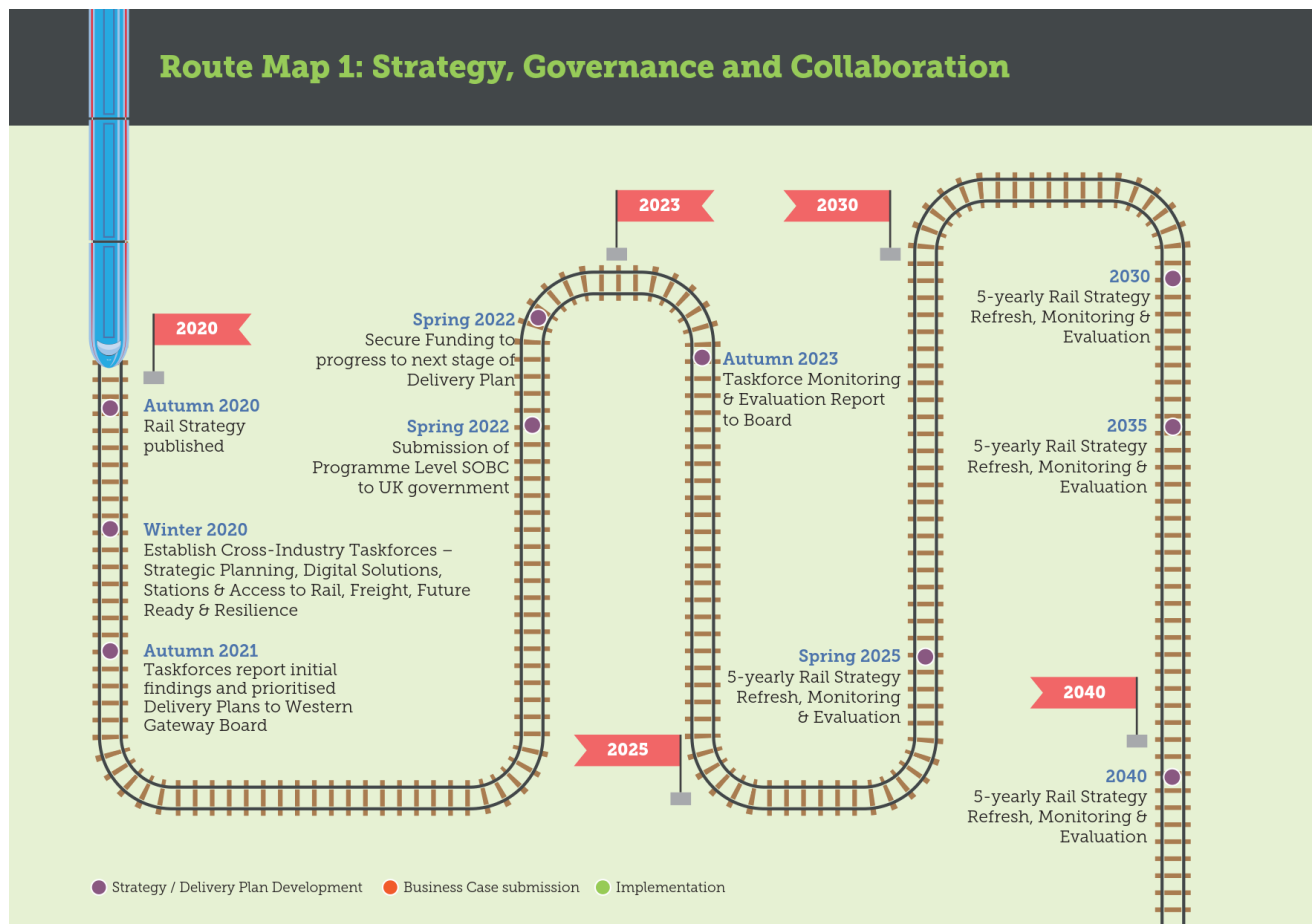 Route Map 1: Strategy, Governance and Collaboration
2020
Autumn 2020
Rail Strategy
published
Winter 2020
Establish Cross-Industry Taskforces –
Strategic Planning, Digital Solutions,
Stations & Access to Rail, Freight, Future
Ready & Resilience
Autumn 2021
Taskforces report initial
findings and prioritised
Delivery Plans to Western
Gateway Board
Spring 2022
Submission of
Programme Level SOBC
to UK government
Spring 2022
Secure Funding to
progress to next stage of
Delivery Plan
2023
Autumn 2023
Taskforce Monitoring
& Evaluation Report
to Board
2025
Spring 2025
5-yearly Rail Strategy
Refresh, Monitoring
& Evaluation
2030
2030
5-yearly Rail Strategy
Refresh, Monitoring &
Evaluation
2035
5-yearly Rail Strategy
Refresh, Monitoring &
Evaluation
2040
2040
5-yearly Rail Strategy
Refresh, Monitoring &
Evaluation
Strategy / Delivery Plan Development
Business Case submission
Implementation